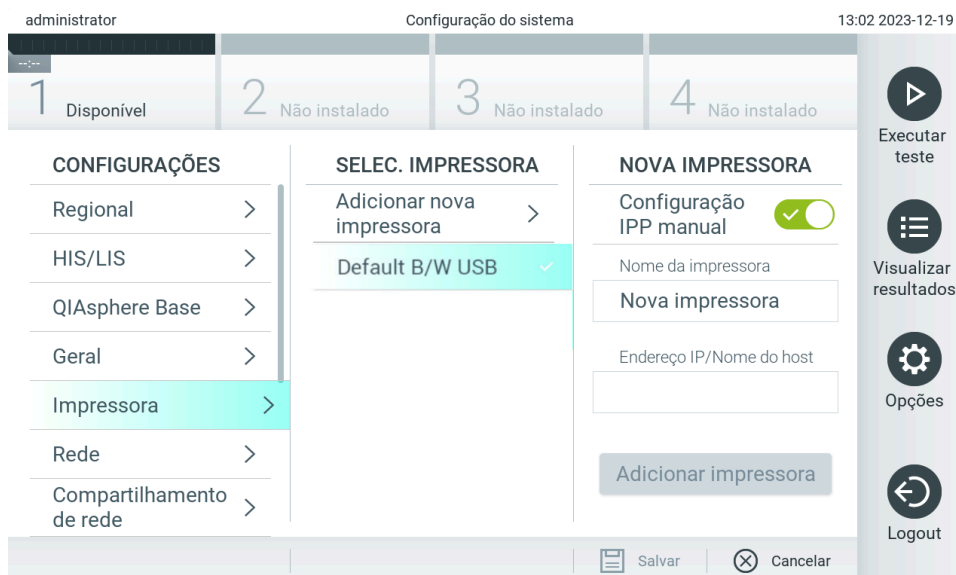 administrator
Configuração do sistema
13:02 2023-12-19
--:--
1 Disponível
2 Não instalado
3 Não instalado
4 Não instalado
CONFIGURAÇÕES
Regional
HIS/LIS
QIAsphere Base
Geral
Impressora
Rede
Compartilhamento
de rede
SELEC. IMPRESSORA
Adicionar nova
impressora
Default B/W USB
NOVA IMPRESSORA
Configuração
IPP manual
Nome da impressora
Nova impressora
Endereço IP/Nome do host
Adicionar impressora
Salvar
Cancelar
Executar
teste
Visualizar
resultados
Opções
Logout